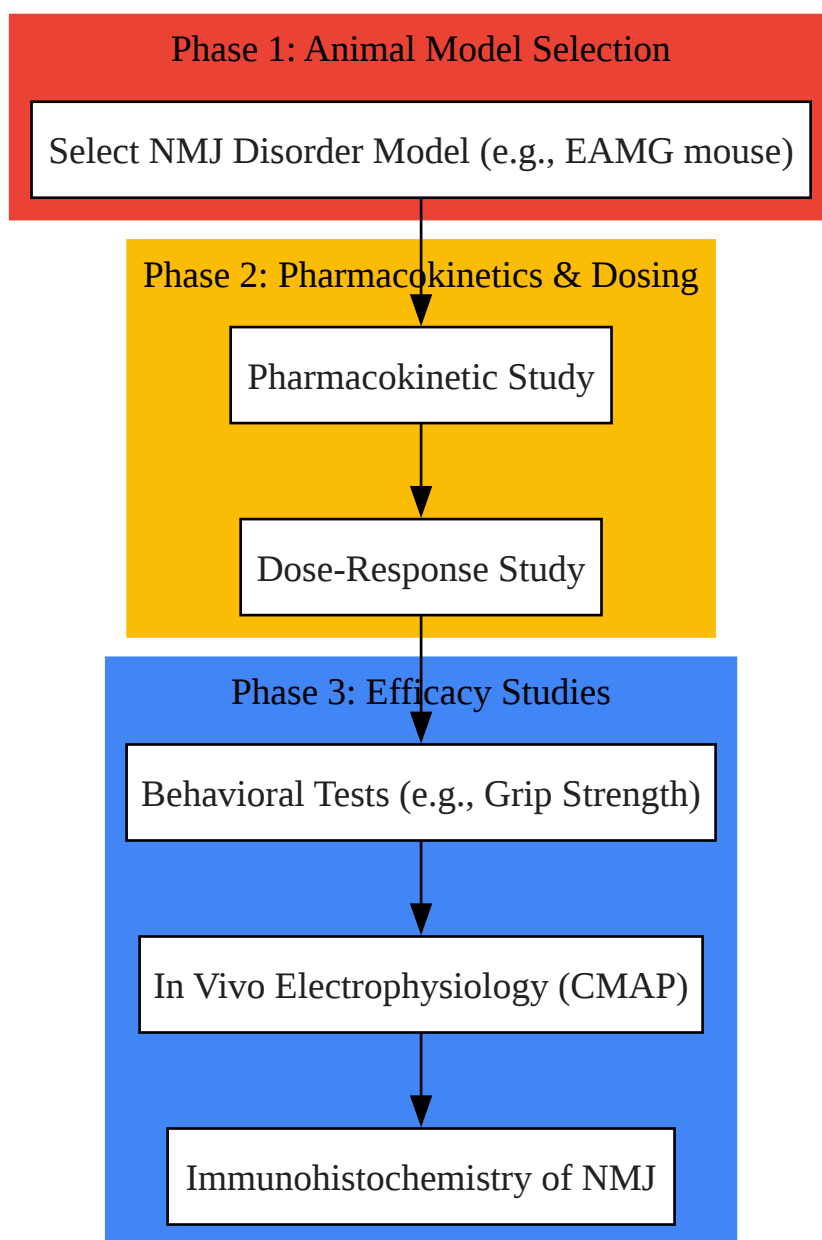 Phase 1: Animal Model Selection
Select NMJ Disorder Model (e.g., EAMG mouse)
Phase 2: Pharmacokinetics & Dosing
Pharmacokinetic Study
Dose-Response Study
Phase 3: Efficacy Studies
Behavioral Tests (e.g., Grip Strength)
In Vivo Electrophysiology (CMAP)
Immunohistochemistry of NMJ